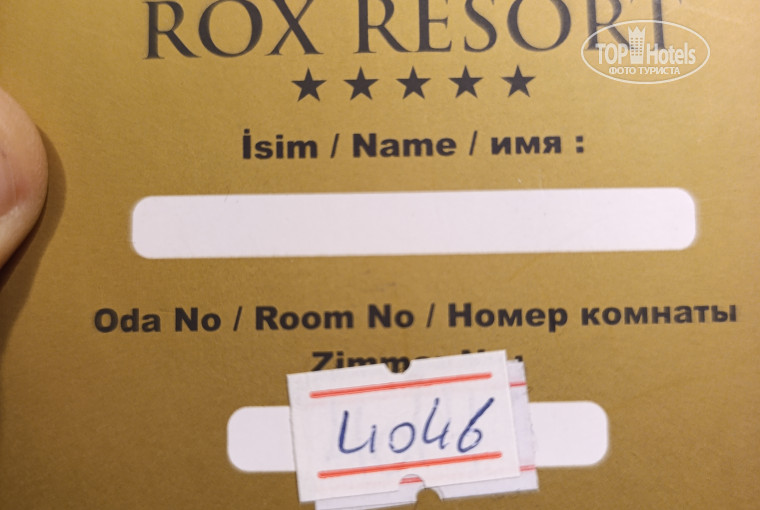 ROX RESORT
TOP Hotels
ФОТО ТУРИСТА
İsim / Name / имя :
Oda No / Room No / Номер комнаты
4046